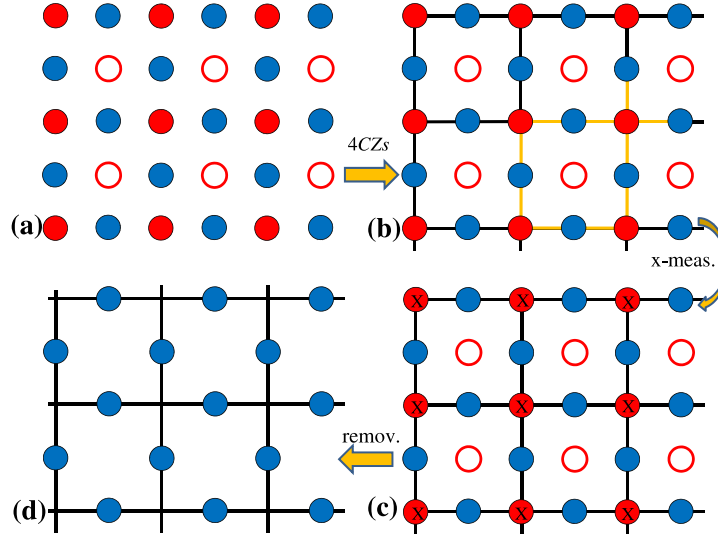 4CZs
(a)
(b)
x-meas.
X X X
X X X
remov.
X X X
(d)
(c)